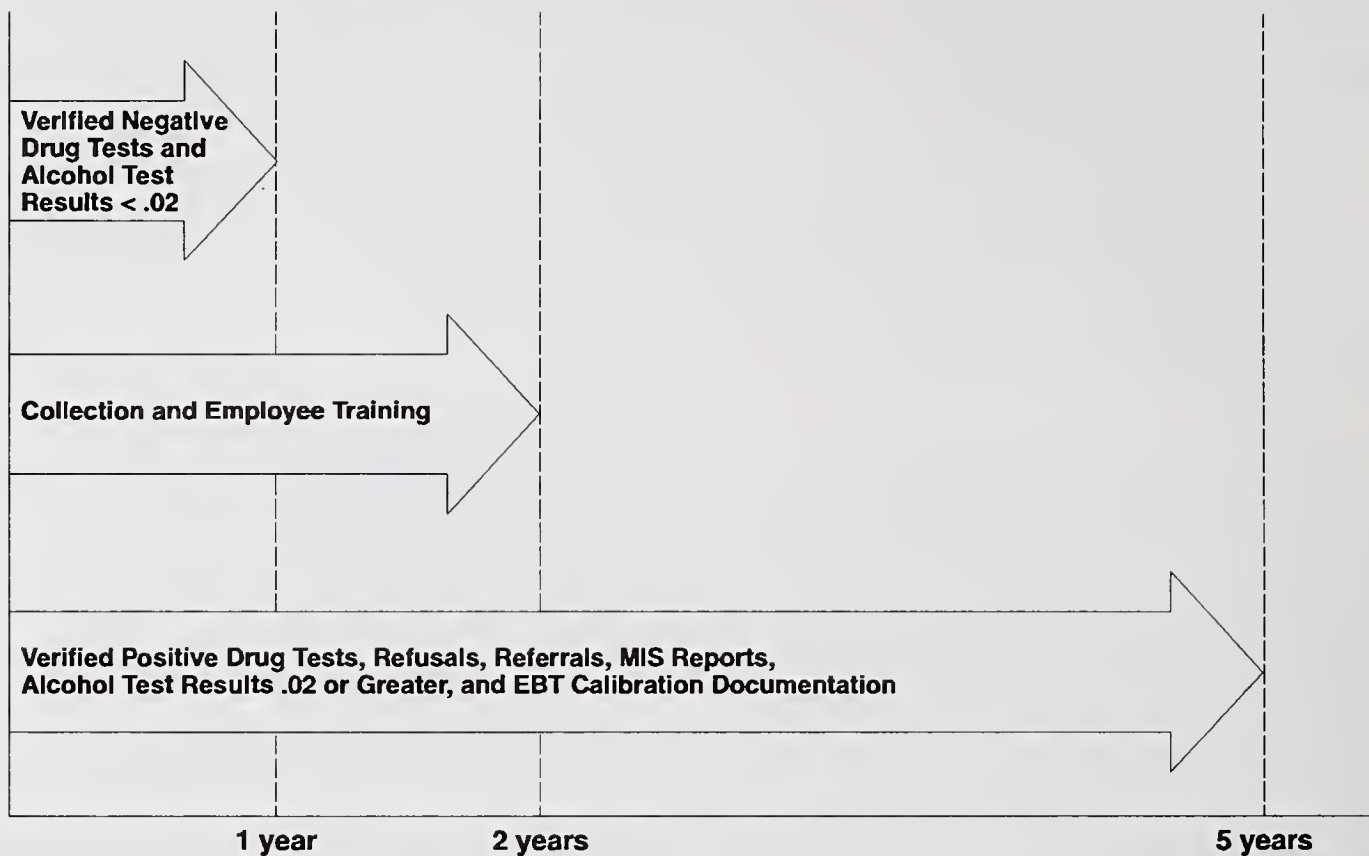 Verified Negative
Drug Tests and
Alcohol Test
Results < .02
Collection and Employee Training
Verified Positive Drug Tests, Refusals, Referrals, MIS Reports,
Alcohol Test Results .02 or Greater, and EBT Calibration Documentation
1 year
2 years
5 years